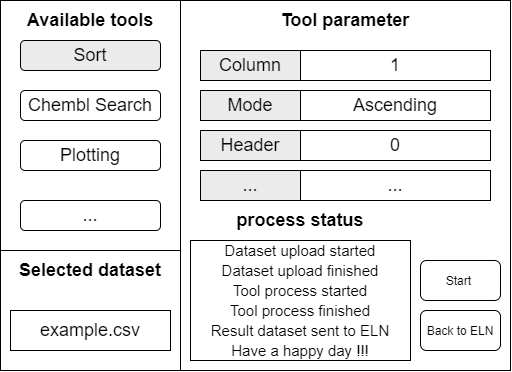 Available tools
Sort
Chembl Search
Plotting
...
Selected dataset
example.csv
Tool parameter
Column 1
Mode Ascending
Header 0
... ...
process status
Dataset upload started
Dataset upload finished
Tool process started
Tool process finished
Result dataset sent to ELN
Have a happy day !!!
Start
Back to ELN